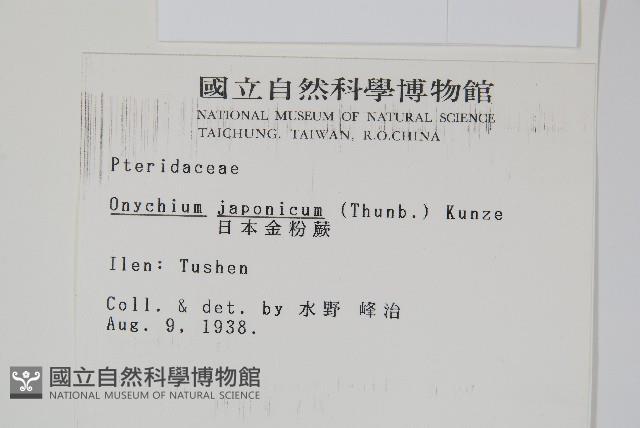 國立自然科學博物館
NATIONAL MUSEUM OF NATURAL SCIENCE
TAICHUNG, TAIWAN, R.O.CHINA
Pteridaceae
Onychium japonicum (Thunb.) Kunze
日本金粉蕨
Ilen: Tushen
Coll. & det. by 水野 峰治
Aug. 9, 1938.
國立自然科學博物館
NATIONAL MUSEUM OF NATURAL SCIENCE